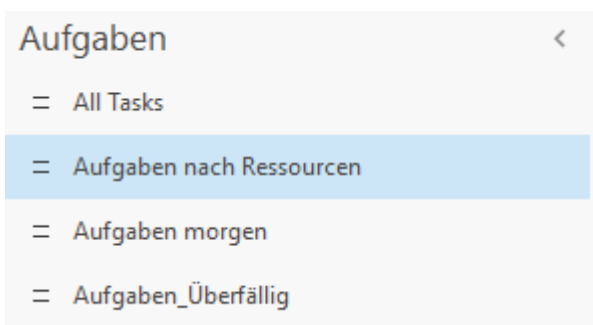 Aufgaben
All Tasks
Aufgaben nach Ressourcen
Aufgaben morgen
Aufgaben_Überfällig